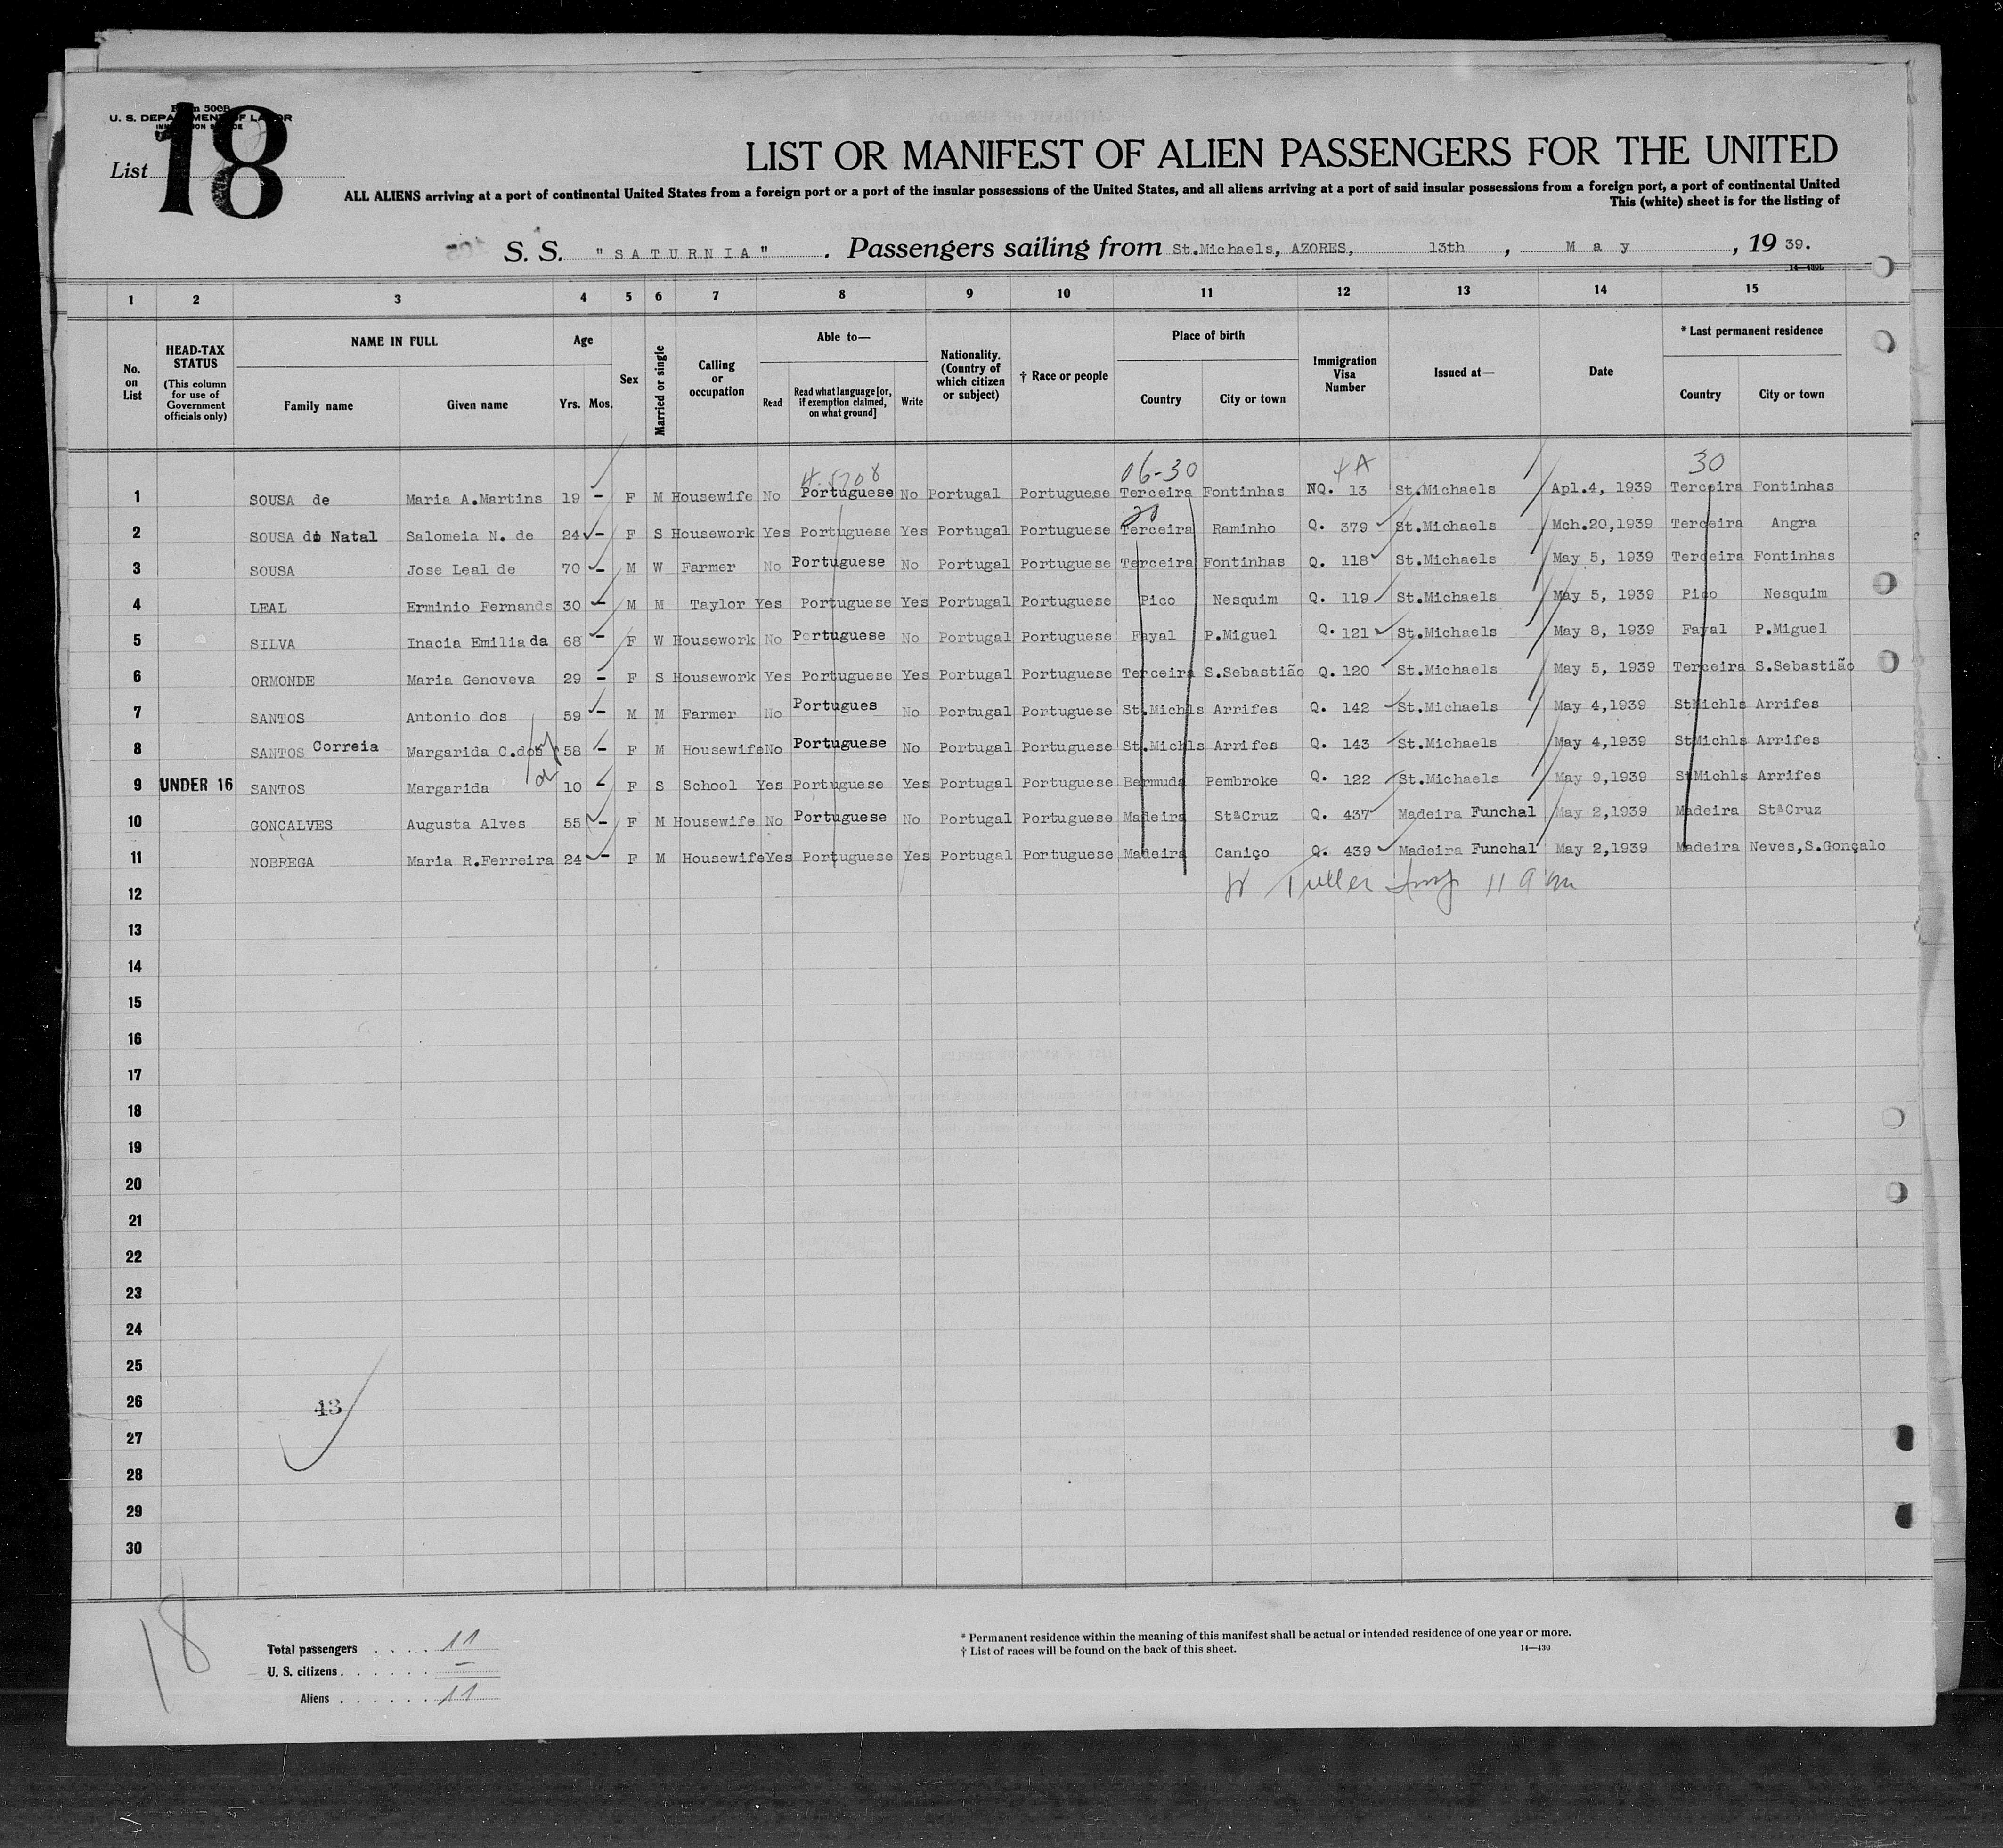 Form 500B
U. S. DEPARTMENT OF LABOR
List 18
LIST OR MANIFEST OF ALIEN PASSENGERS FOR THE UNITED
ALL ALIENS arriving at a port of continental United States from a foreign port or a port of the insular possessions of the United States, and all aliens arriving at a port of said insular possessions from a foreign port, a port of continental United
This (white) sheet is for the listing of
S. S. "SATURNIA". Passengers sailing from St.Michaels, AZORES, 13th, May, 19 39.
14—430b
1 2 3 4 5 6 7 8 9 10 11 12 13 14 15
No. on List
HEAD-TAX STATUS (This column for use of Government officials only)
NAME IN FULL
Family name Given name
Age
Yrs. Mos.
Sex
Married or single
Calling or occupation
Able to—
Read Read what language [or, if exemption claimed, on what ground] Write
Nationality. (Country of which citizen or subject)
† Race or people
Place of birth
Country City or town
Immigration Visa Number
Issued at—
Date
* Last permanent residence
Country City or town
06-30 4A 30
1 SOUSA de Maria A.Martins 19 - F M Housewife No Portuguese No Portugal Portuguese Terceira Fontinhas NQ. 13 St.Michaels Apl.4, 1939 Terceira Fontinhas
2 SOUSA do Natal Salomeia N. de 24 - F S Housework Yes Portuguese Yes Portugal Portuguese Terceira Raminho Q. 379 St.Michaels Mch.20,1939 Terceira Angra
3 SOUSA Jose Leal de 70 - M W Farmer No Portuguese No Portugal Portuguese Terceira Fontinhas Q. 118 St.Michaels May 5, 1939 Terceira Fontinhas
4 LEAL Erminio Fernands 30 - M M Taylor Yes Portuguese Yes Portugal Portuguese Pico Nesquim Q. 119 St.Michaels May 5, 1939 Pico Nesquim
5 SILVA Inacia Emilia da 68 - F W Housework No Portuguese No Portugal Portuguese Fayal P.Miguel Q. 121 St.Michaels May 8, 1939 Fayal P.Miguel
6 ORMONDE Maria Genoveva 29 - F S Housework Yes Portuguese Yes Portugal Portuguese Terceira S.Sebastião Q. 120 St.Michaels May 5, 1939 Terceira S.Sebastião
7 SANTOS Antonio dos 59 - M M Farmer No Portugues No Portugal Portuguese St.Michls Arrifes Q. 142 St.Michaels May 4,1939 StMichls Arrifes
8 SANTOS Correia Margarida C.dos 58 - F M Housewife No Portuguese No Portugal Portuguese St.Michls Arrifes Q. 143 St.Michaels May 4,1939 StMichls Arrifes
9 UNDER 16 SANTOS Margarida 10 - F S School Yes Portuguese Yes Portugal Portuguese Bermuda Pembroke Q. 122 St.Michaels May 9,1939 StMichls Arrifes
10 GONCALVES Augusta Alves 55 - F M Housewife No Portuguese No Portugal Portuguese Madeira StªCruz Q. 437 Madeira Funchal May 2,1939 Madeira StªCruz
11 NOBREGA Maria R.Ferreira 24 - F M Housewife Yes Portuguese Yes Portugal Portuguese Madeira Caniço Q. 439 Madeira Funchal May 2,1939 Madeira Neves,S.Gonçalo
12
13
14
15
16
17
18
19
20
21
22
23
24
25
26
43
27
28
29
30
18
Total passengers . . . . 11
U. S. citizens . . . . . . —
Aliens . . . . . . 11
* Permanent residence within the meaning of this manifest shall be actual or intended residence of one year or more.
† List of races will be found on the back of this sheet. 14—430